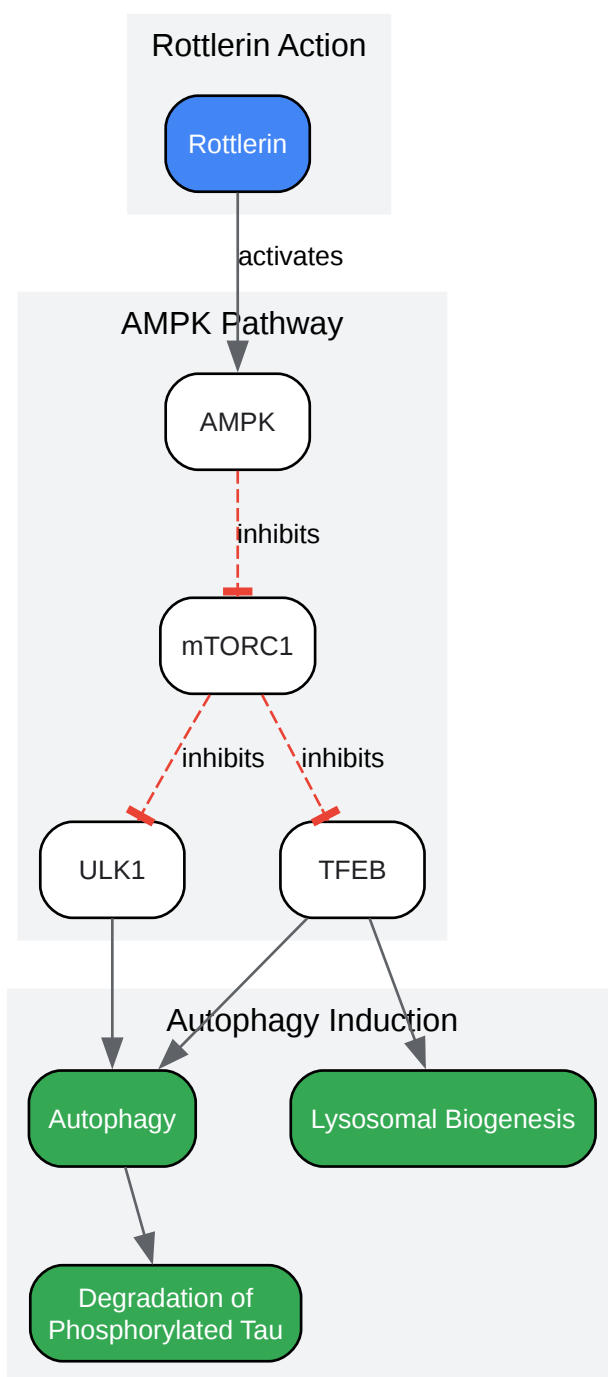 Rottlerin Action
Rottlerin
activates
AMPK Pathway
AMPK
inhibits
mTORC1
inhibits
inhibits
ULK1
TFEB
Autophagy Induction
Autophagy
Lysosomal Biogenesis
Degradation of
Phosphorylated Tau